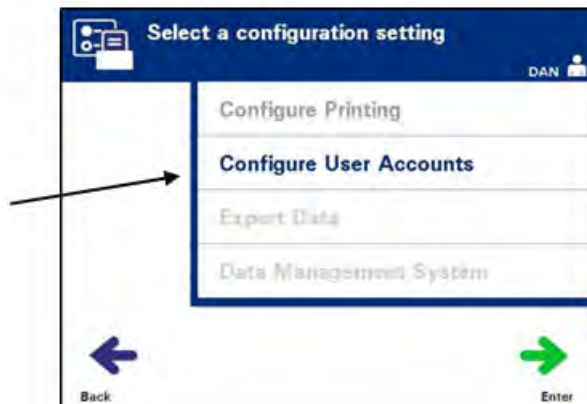 Select a configuration setting
DAN
Configure Printing
Configure User Accounts
Export Data
Data Management System
Back
Enter